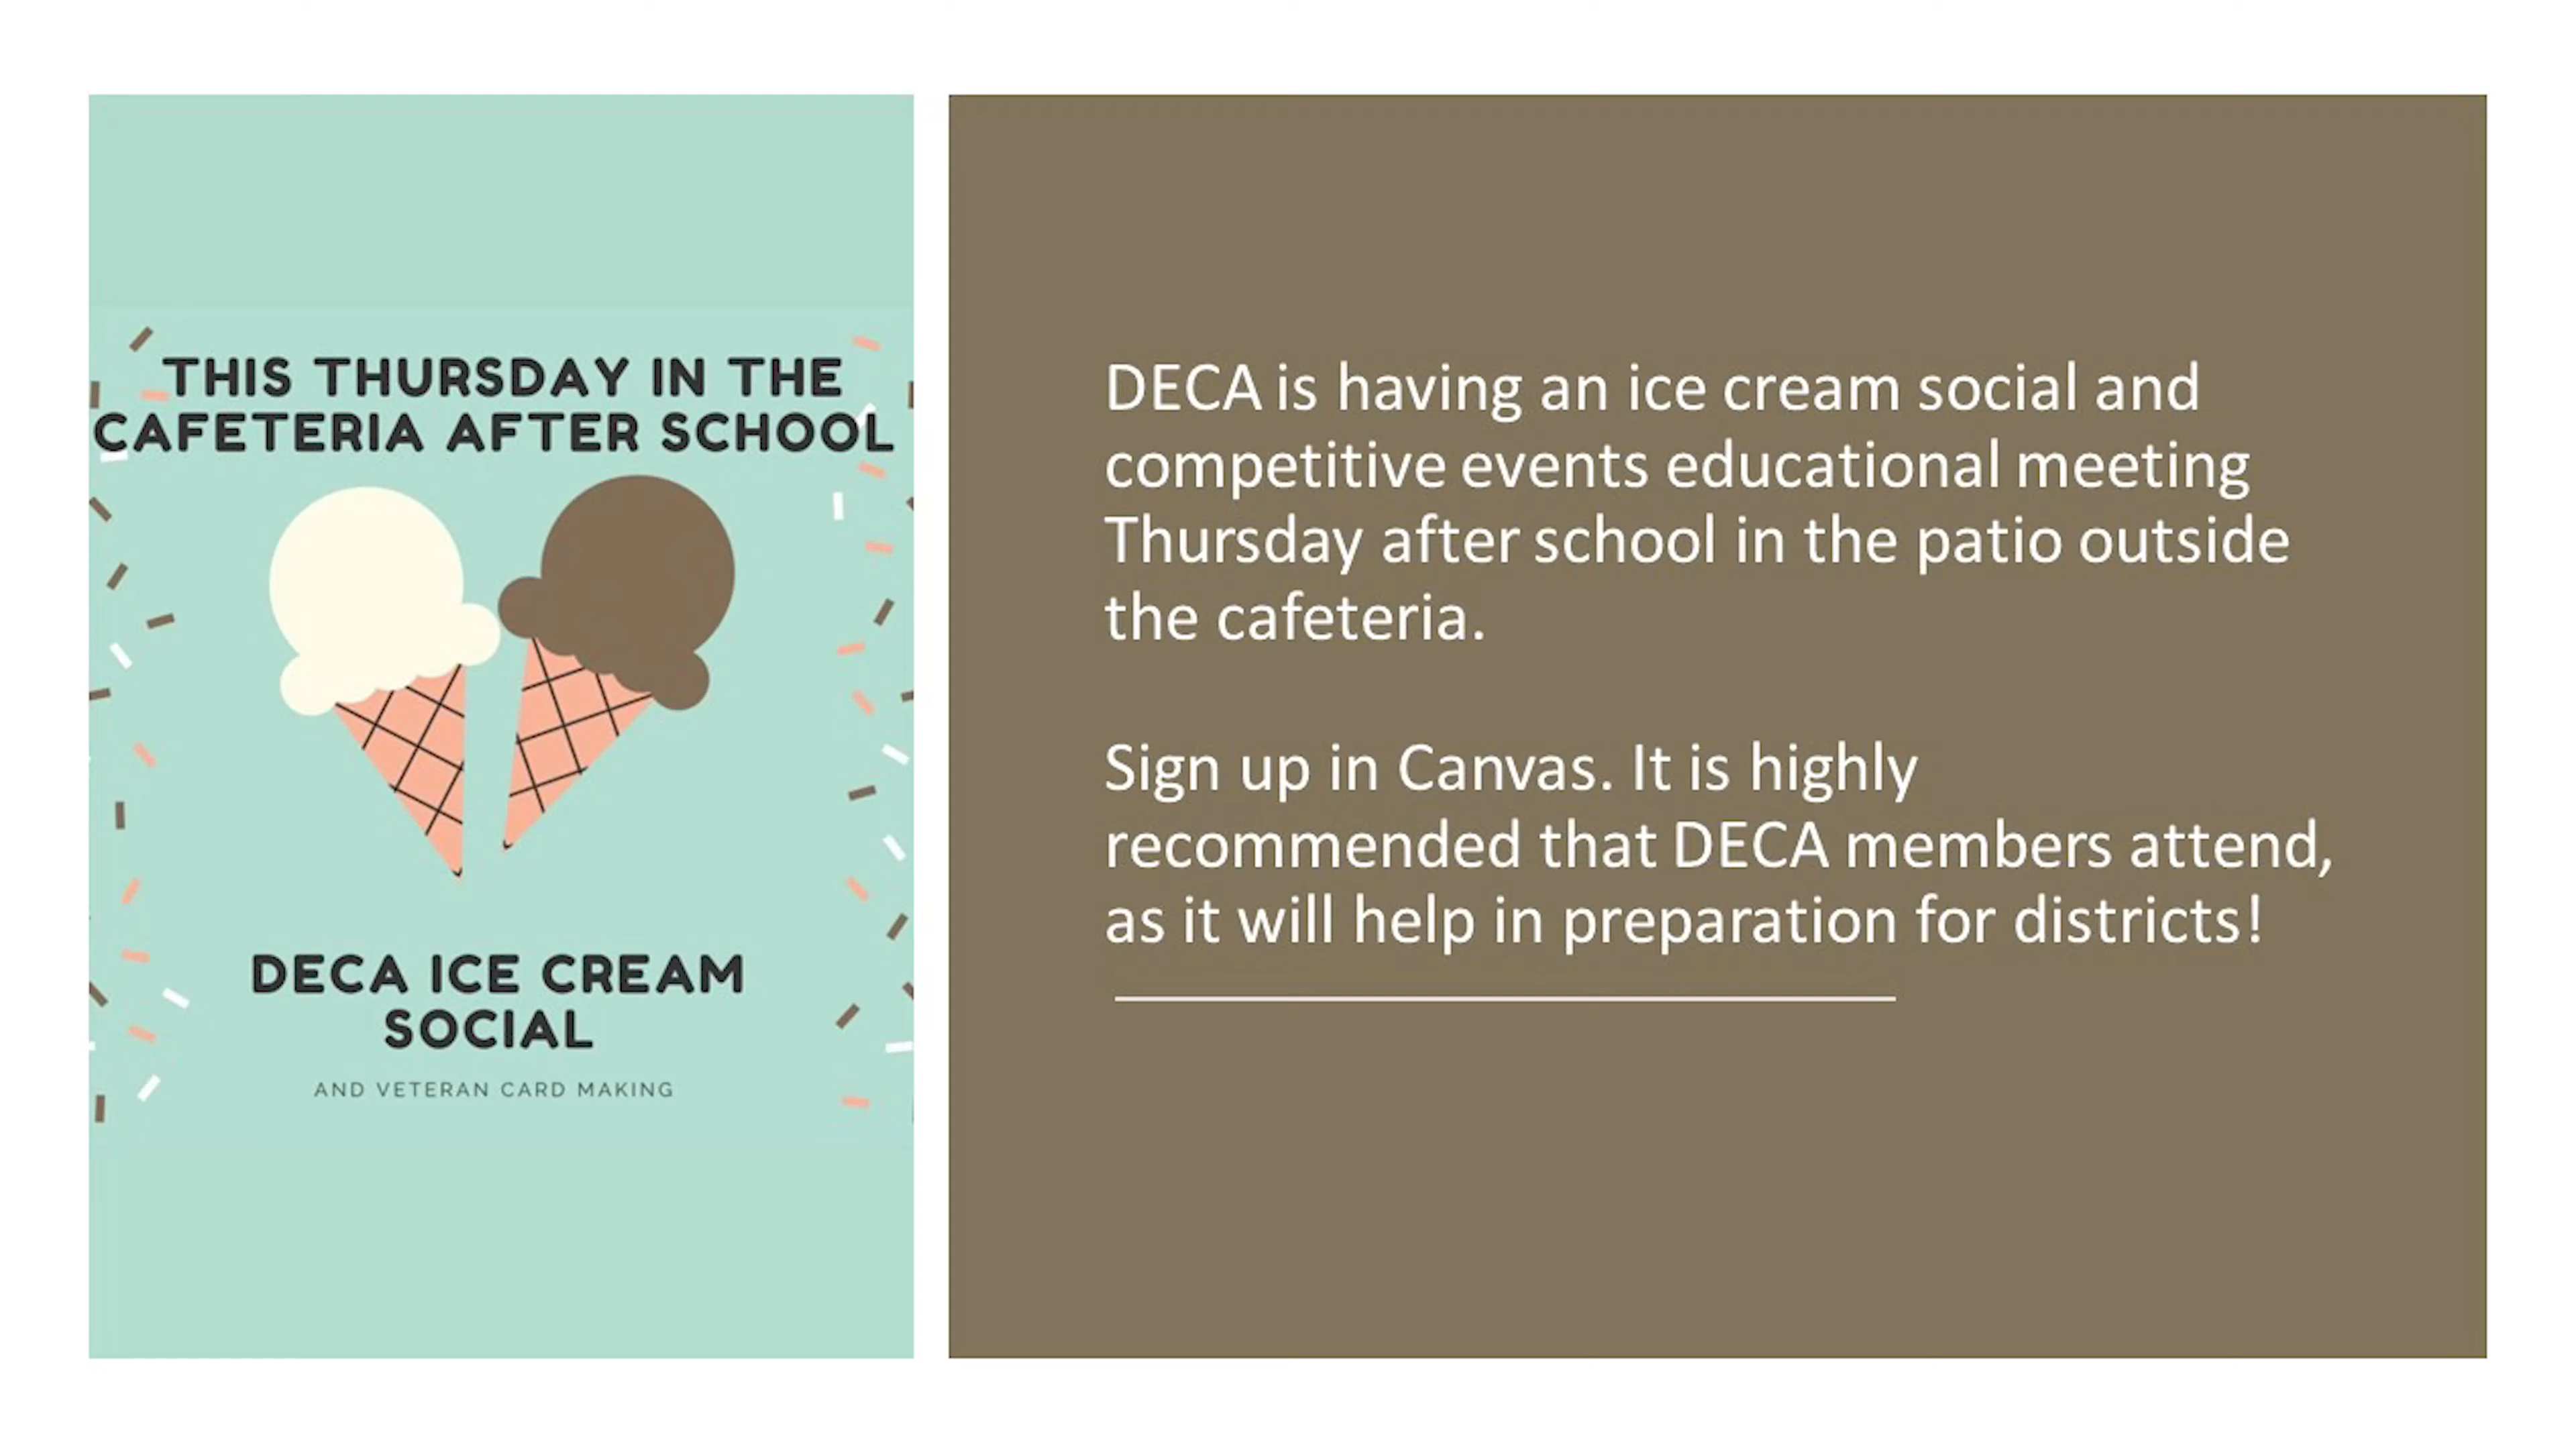 THIS THURSDAY IN THE
CAFETERIA AFTER SCHOOL
DECA ICE CREAM
SOCIAL
AND VETERAN CARD MAKING
DECA is having an ice cream social and
competitive events educational meeting
Thursday after school in the patio outside
the cafeteria.
Sign up in Canvas. It is highly
recommended that DECA members attend,
as it will help in preparation for districts!